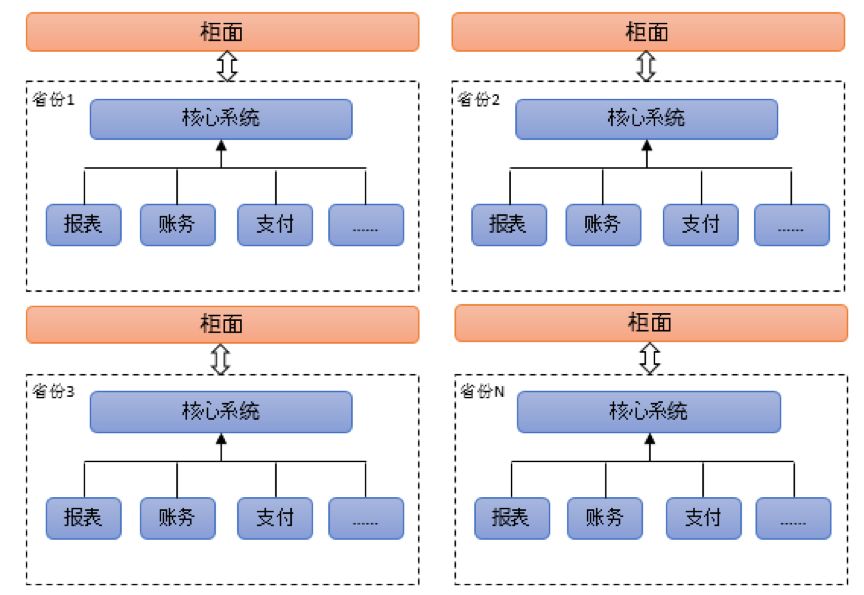 柜面
省份1
核心系统
报表 账务 支付 ......
柜面
省份2
核心系统
报表 账务 支付 ......
柜面
省份3
核心系统
报表 账务 支付 ......
柜面
省份N
核心系统
报表 账务 支付 ......